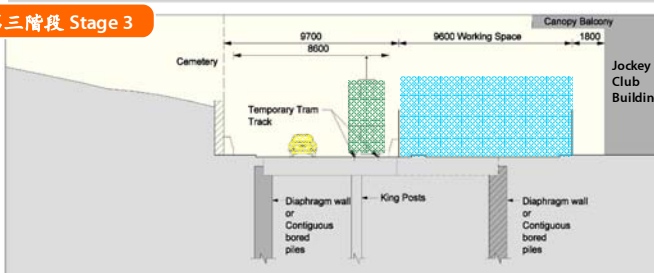 三階段 Stage 3
Canopy Balcony
9700
9600 Working Space
1800
8600
Cemetery
Jockey
Club
Building
Temporary Tram
Track
Diaphragm wall
or
Contiguous
bored
piles
King Posts
Diaphragm wall
or
Contiguous
bored
piles